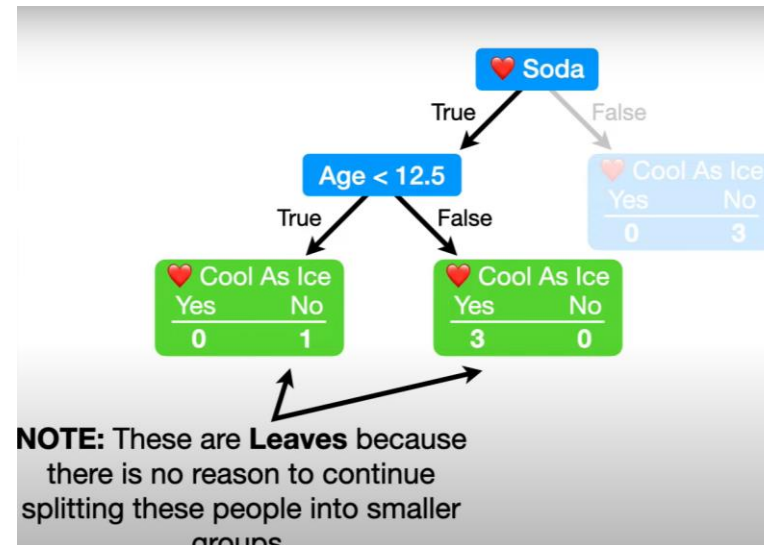 ❤️ Soda
True
False
Age < 12.5
❤️ Cool As Ice
Yes No
0 3
True
False
❤️ Cool As Ice
Yes No
0 1
❤️ Cool As Ice
Yes No
3 0
NOTE: These are Leaves because
there is no reason to continue
splitting these people into smaller
groups